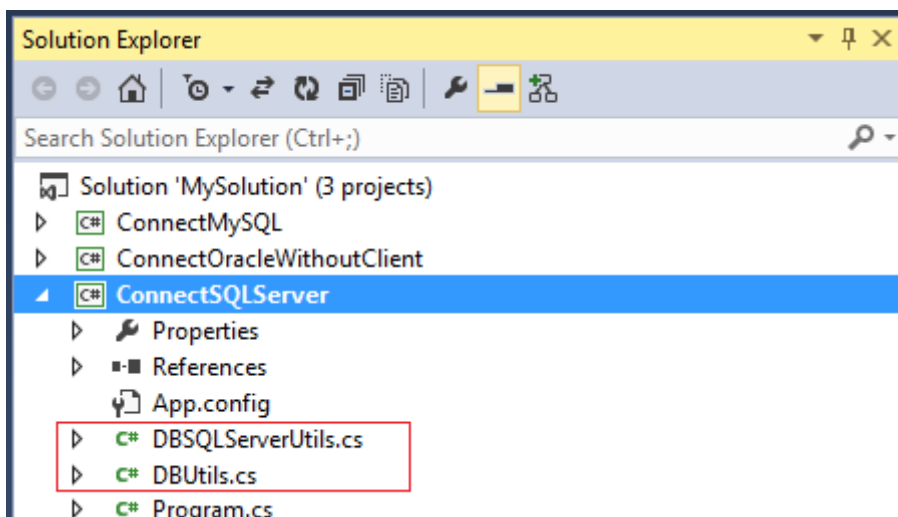 Solution Explorer
Search Solution Explorer (Ctrl+;)
Solution 'MySolution' (3 projects)
C# ConnectMySQL
C# ConnectOracleWithoutClient
C# ConnectSQLServer
Properties
References
App.config
C# DBSQLServerUtils.cs
C# DBUtils.cs
C# Program.cs